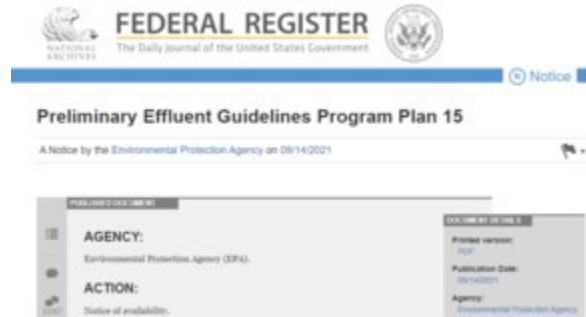 NATIONAL
ARCHIVES
FEDERAL REGISTER
The Daily Journal of the United States Government
Notice
Preliminary Effluent Guidelines Program Plan 15
A Notice by the Environmental Protection Agency on 09/14/2021
PUBLISHED DOCUMENT
AGENCY:
Environmental Protection Agency (EPA).
ACTION:
Notice of availability.
DOCUMENT DETAILS
Printed version:
PDF
Publication Date:
09/14/2021
Agency:
Environmental Protection Agency